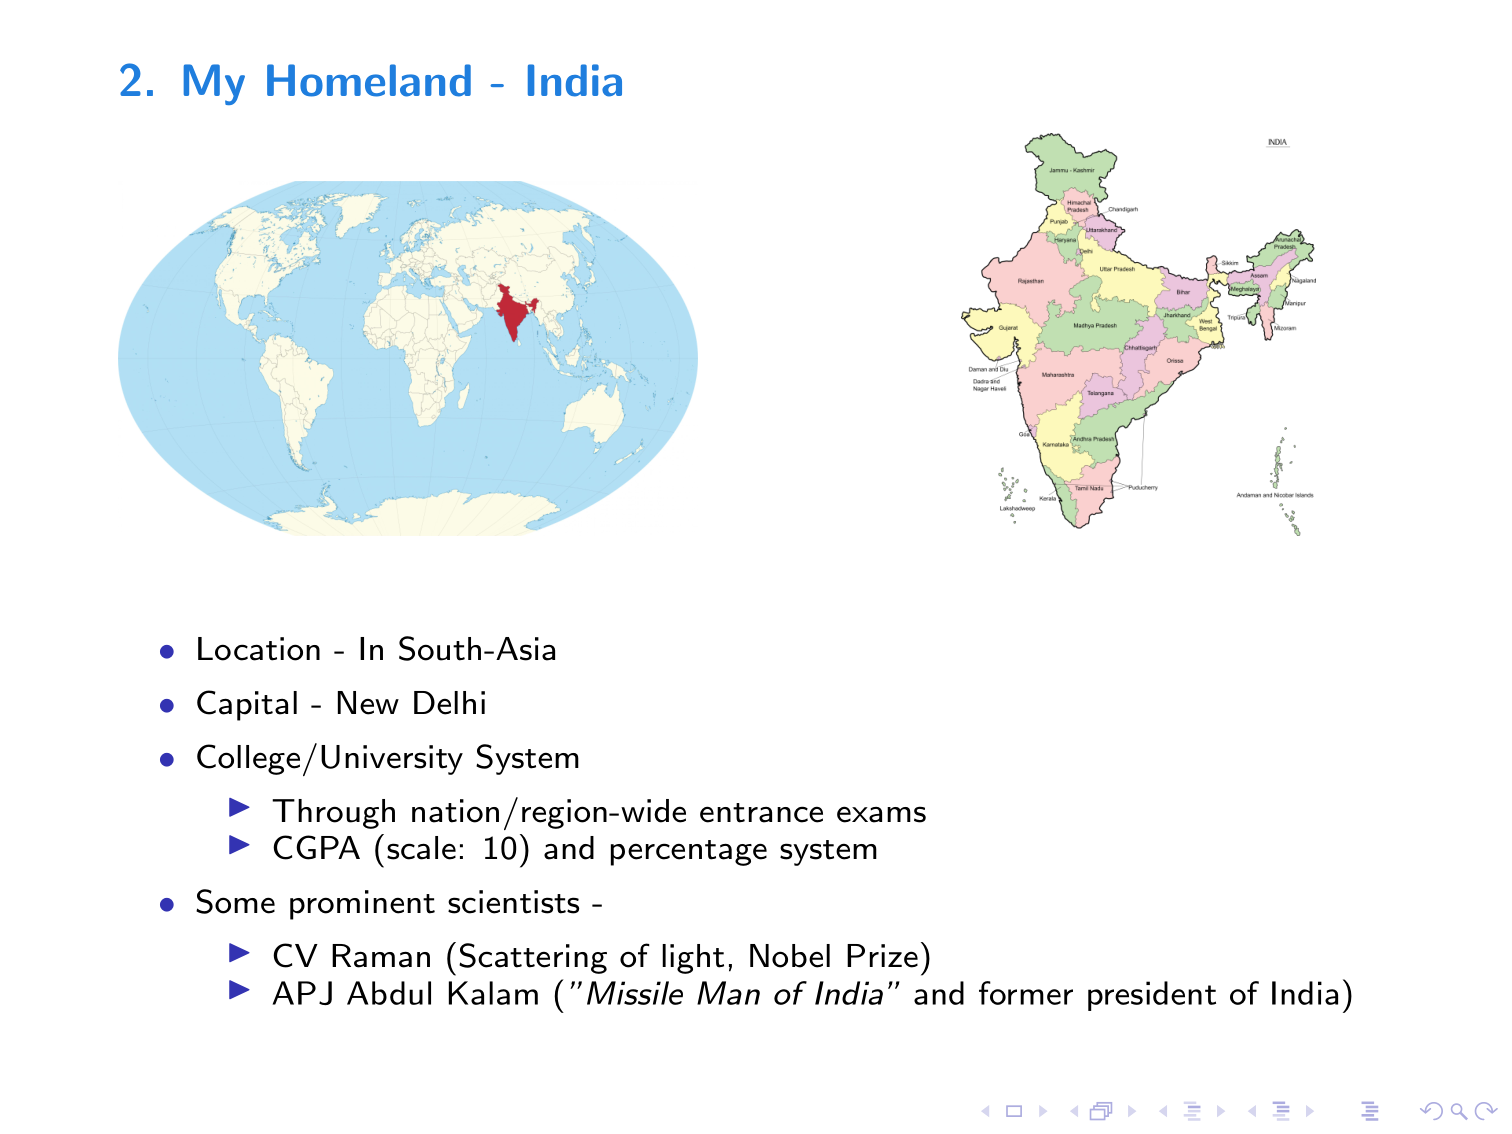 2. My Homeland - India
INDIA
Jammu - Kashmir
Himachal
Pradesh
Chandigarh
Punjab
Uttarakhand
Haryana
Delhi
Arunachal
Pradesh
Sikkim
Uttar Pradesh
Assam
Nagaland
Rajasthan
Bihar
Meghalaya
Manipur
Jharkhand
Tripura
West
Bengal
Mizoram
Gujarat
Madhya Pradesh
Chhattisgarh
Orissa
Daman and Diu
Maharashtra
Dadra and
Nagar Haveli
Telangana
Goa
Karnataka
Andhra Pradesh
Tamil Nadu
Puducherry
Kerala
Lakshadweep
Andaman and Nicobar Islands
• Location - In South-Asia
• Capital - New Delhi
• College/University System
▶ Through nation/region-wide entrance exams
▶ CGPA (scale: 10) and percentage system
• Some prominent scientists -
▶ CV Raman (Scattering of light, Nobel Prize)
▶ APJ Abdul Kalam (”Missile Man of India” and former president of India)